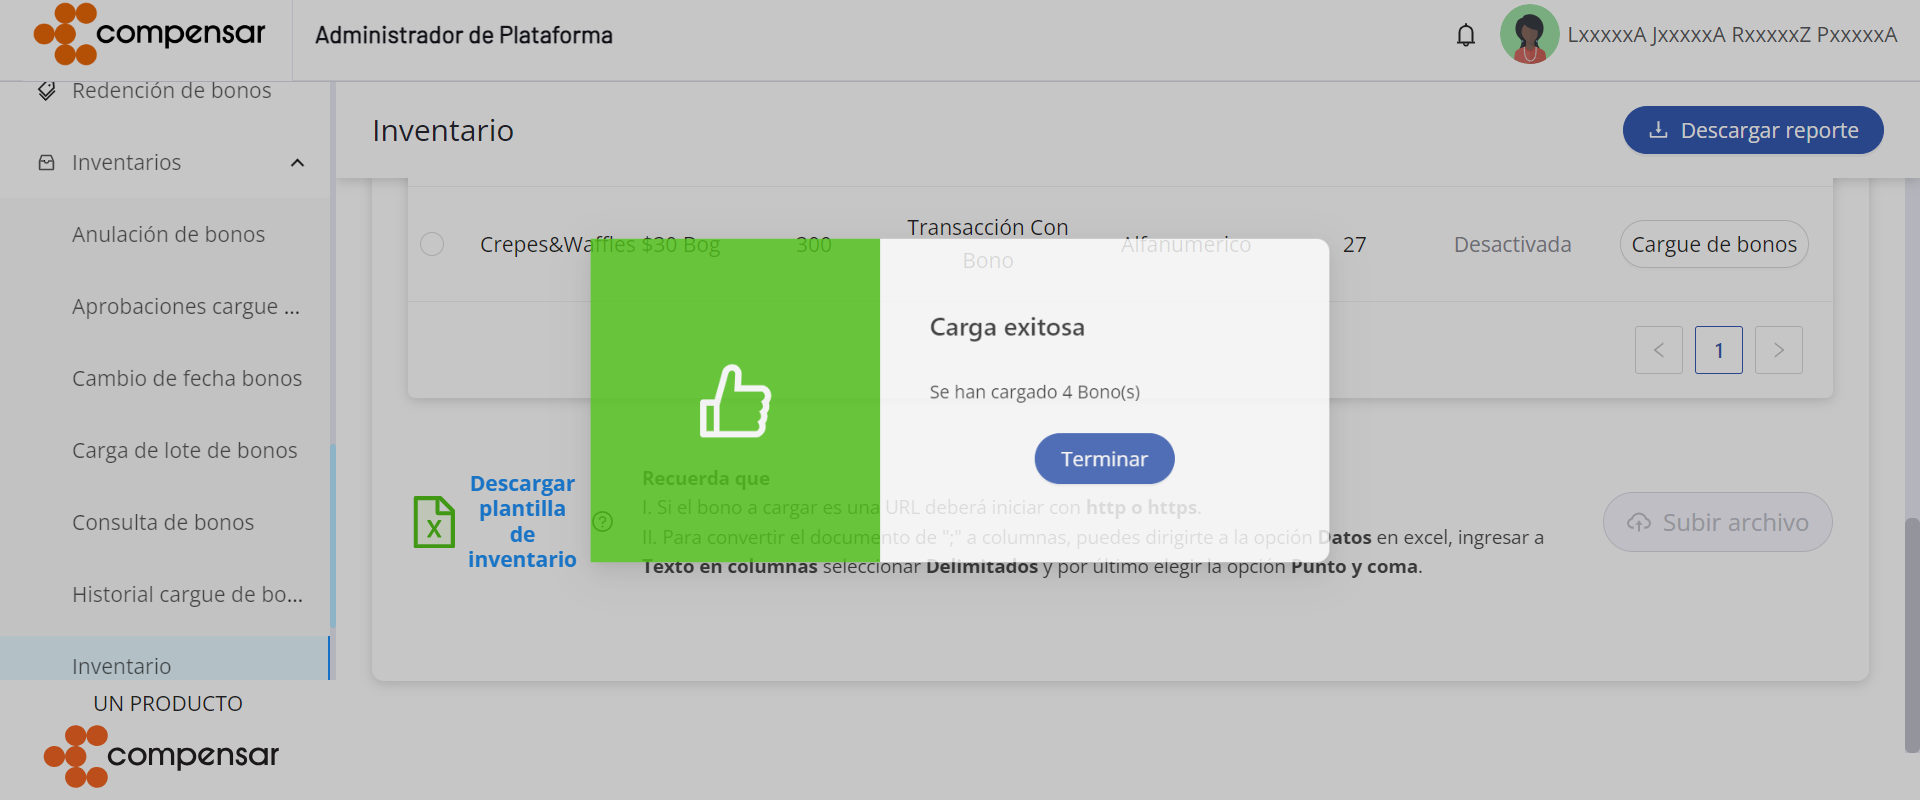 compensar
Administrador de Plataforma
LxxxxxA JxxxxxA RxxxxxZ PxxxxxA
Redención de bonos
Inventarios
Anulación de bonos
Aprobaciones cargue ...
Cambio de fecha bonos
Carga de lote de bonos
Consulta de bonos
Historial cargue de bo...
Inventario
UN PRODUCTO
compensar
Inventario
Descargar reporte
Crepes&Waffles $30 Bog
300
Transacción Con
Bono
Alfanumerico
27
Desactivada
Cargue de bonos
<
1
>
Carga exitosa
Se han cargado 4 Bono(s)
Terminar
Descargar
plantilla
de
inventario
X
?
Recuerda que
I. Si el bono a cargar es una URL deberá iniciar con http o https.
II. Para convertir el documento de ";" a columnas, puedes dirigirte a la opción Datos en excel, ingresar a
Texto en columnas seleccionar Delimitados y por último elegir la opción Punto y coma.
Subir archivo